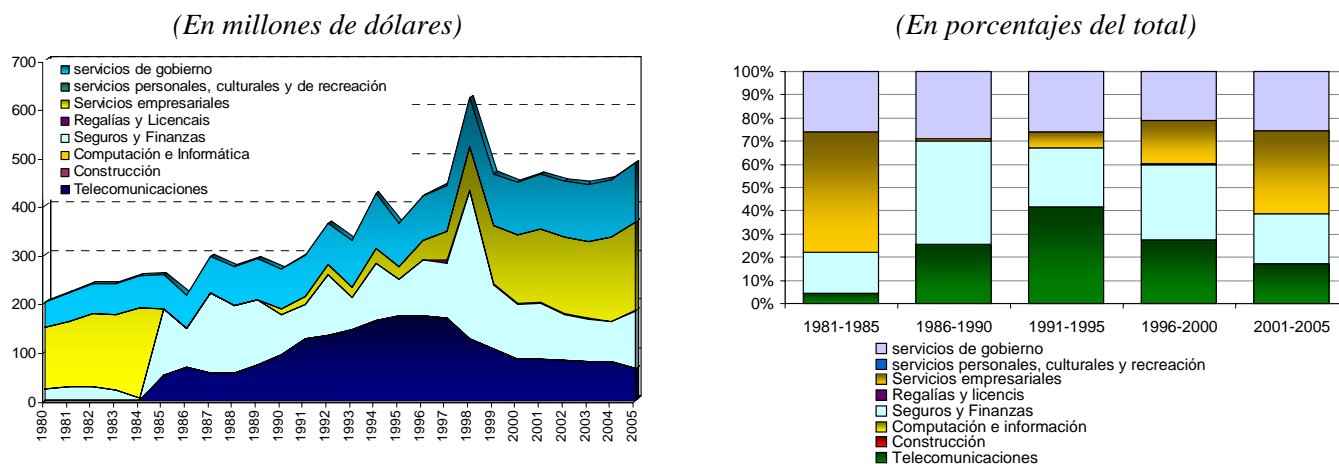 (En millones de dólares)
700
600
500
400
300
200
100
0
servicios de gobierno
servicios personales, culturales y de recreación
Servicios empresariales
Regalías y Licencais
Seguros y Finanzas
Computación e Informática
Construcción
Telecomunicaciones
1980
1981
1982
1983
1984
1985
1986
1987
1988
1989
1990
1991
1992
1993
1994
1995
1996
1997
1998
1999
2000
2001
2002
2003
2004
2005
(En porcentajes del total)
100%
90%
80%
70%
60%
50%
40%
30%
20%
10%
0%
1981-1985 1986-1990 1991-1995 1996-2000 2001-2005
servicios de gobierno
servicios personales, culturales y recreación
Servicios empresariales
Regalías y licencis
Seguros y Finanzas
Computación e información
Construcción
Telecomunicaciones